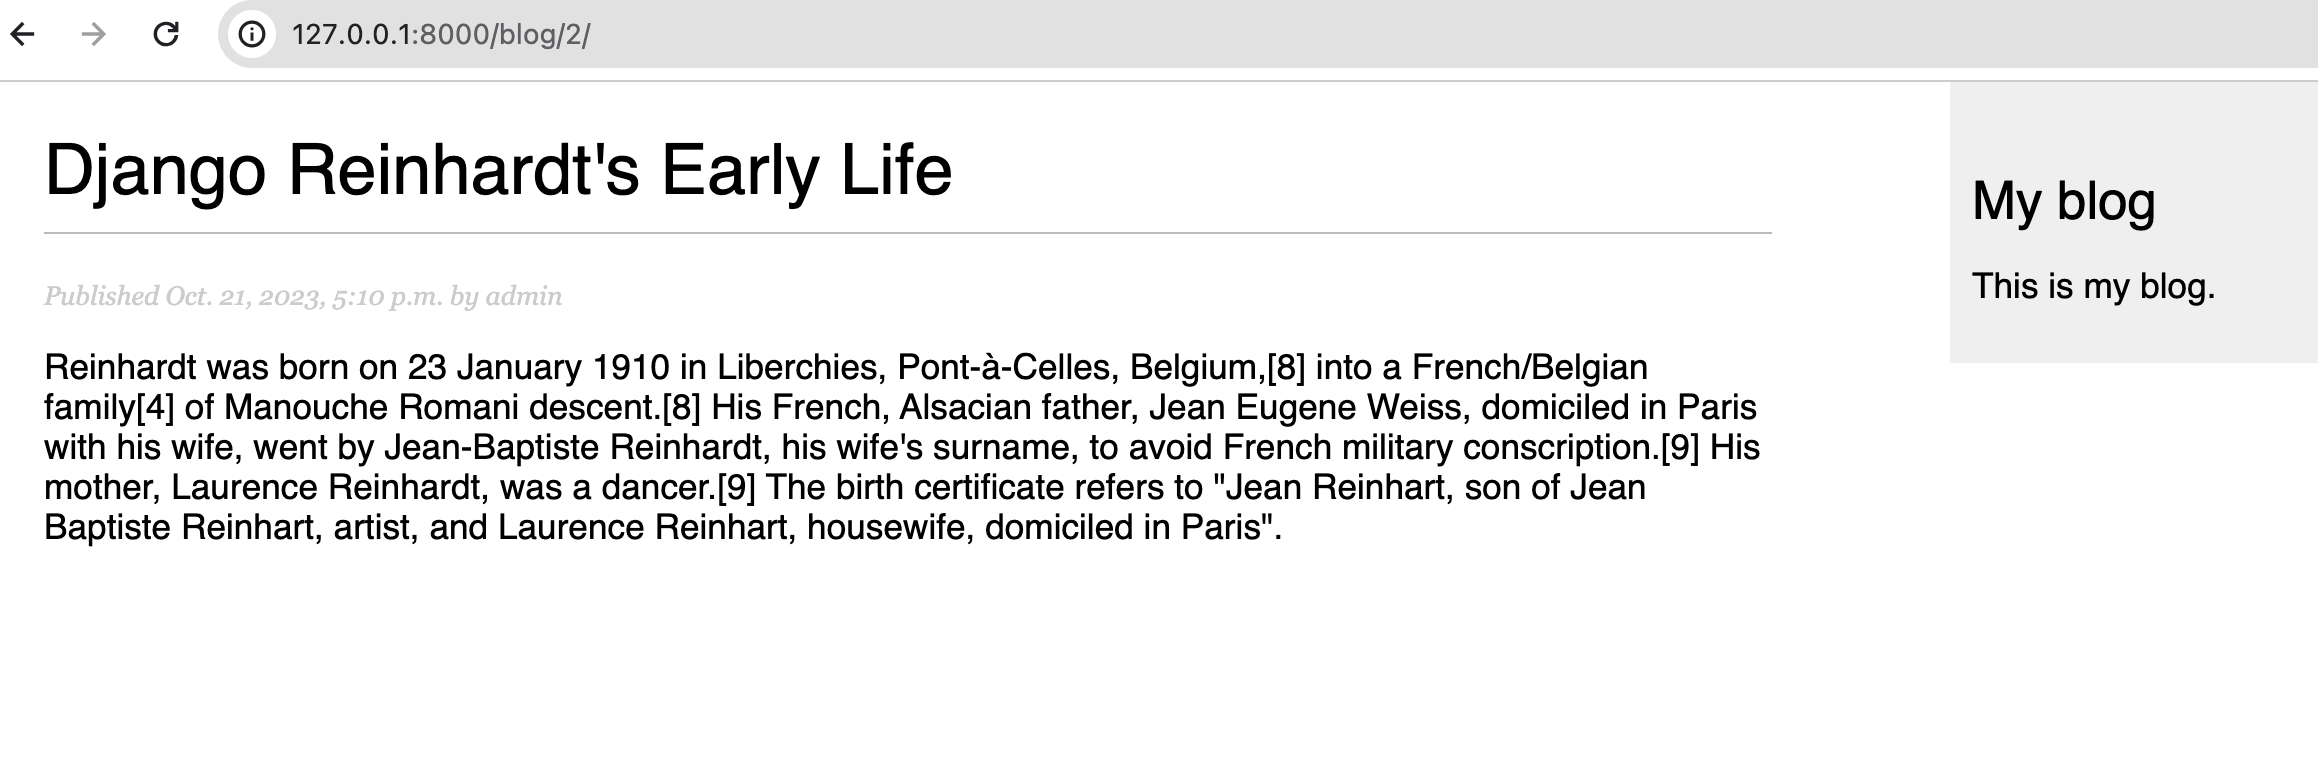 127.0.0.1:8000/blog/2/
Django Reinhardt's Early Life
Published Oct. 21, 2023, 5:10 p.m. by admin
Reinhardt was born on 23 January 1910 in Liberchies, Pont-à-Celles, Belgium,[8] into a French/Belgian
family[4] of Manouche Romani descent.[8] His French, Alsacian father, Jean Eugene Weiss, domiciled in Paris
with his wife, went by Jean-Baptiste Reinhardt, his wife's surname, to avoid French military conscription.[9] His
mother, Laurence Reinhardt, was a dancer.[9] The birth certificate refers to "Jean Reinhart, son of Jean
Baptiste Reinhart, artist, and Laurence Reinhart, housewife, domiciled in Paris".
My blog
This is my blog.